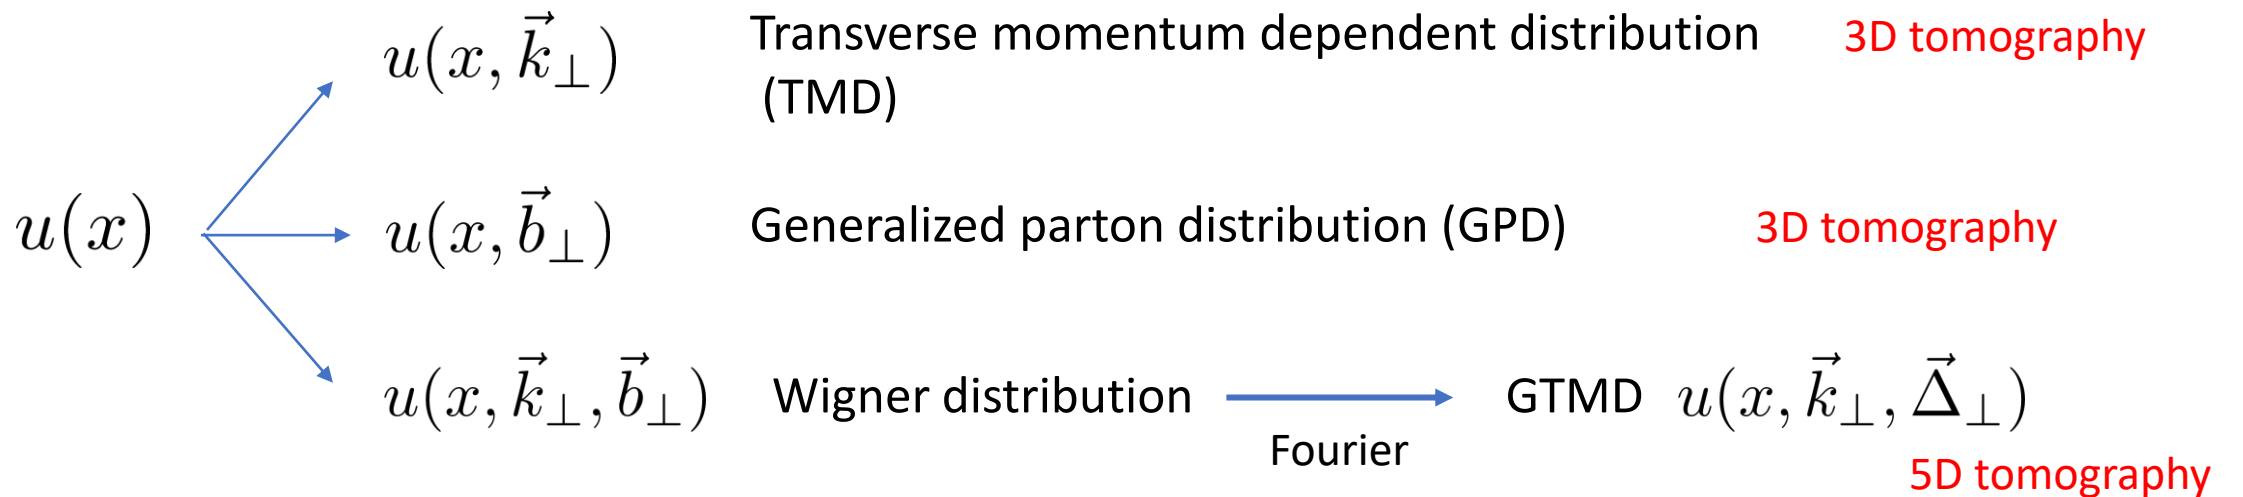 u(x, k⃗⊥) Transverse momentum dependent distribution 3D tomography
(TMD)
u(x) u(x, b⃗⊥) Generalized parton distribution (GPD) 3D tomography
u(x, k⃗⊥, b⃗⊥) Wigner distribution GTMD u(x, k⃗⊥, Δ⃗⊥)
Fourier
5D tomography